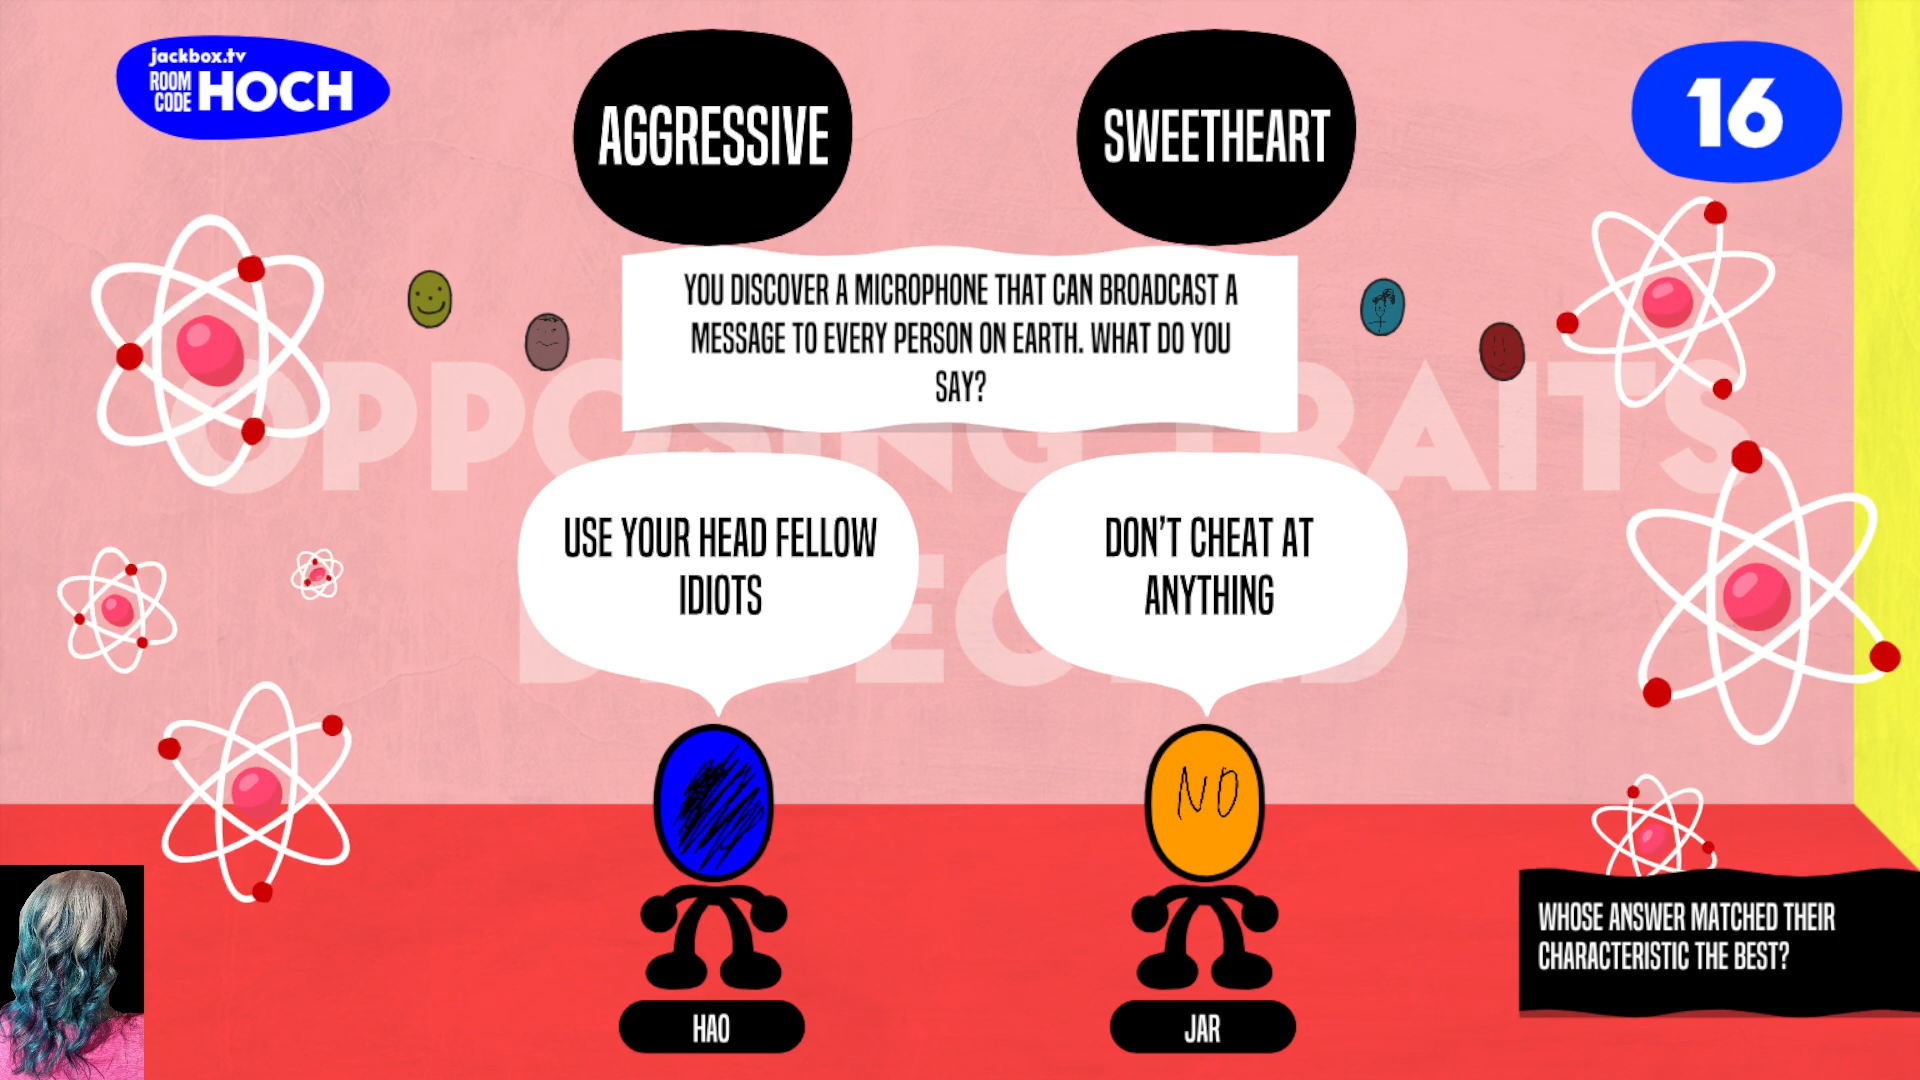 jackbox.tv
ROOM
CODE
HOCH
AGGRESSIVE
SWEETHEART
16
YOU DISCOVER A MICROPHONE THAT CAN BROADCAST A
MESSAGE TO EVERY PERSON ON EARTH. WHAT DO YOU
SAY?
OPPOSING TRAITS
USE YOUR HEAD FELLOW
IDIOTS
DON'T CHEAT AT
ANYTHING
NO
HAO
JAR
WHOSE ANSWER MATCHED THEIR
CHARACTERISTIC THE BEST?